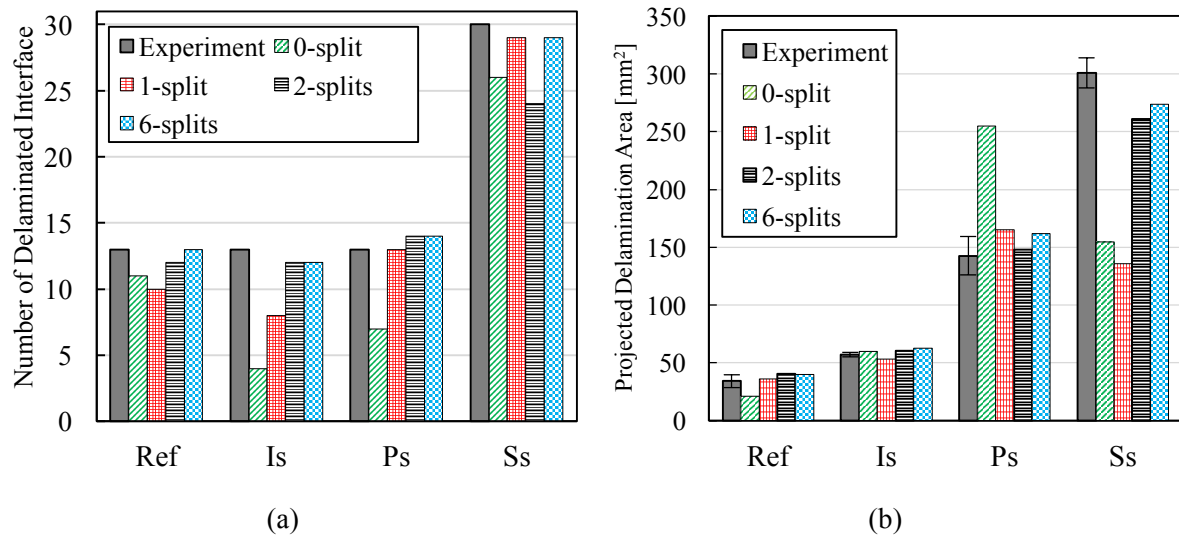 Number of Delaminated Interface
30
25
20
15
10
5
0
Experiment
0-split
1-split
2-splits
6-splits
Ref
Is
Ps
Ss
(a)
Projected Delamination Area [mm²]
350
300
250
200
150
100
50
0
Experiment
0-split
1-split
2-splits
6-splits
Ref
Is
Ps
Ss
(b)